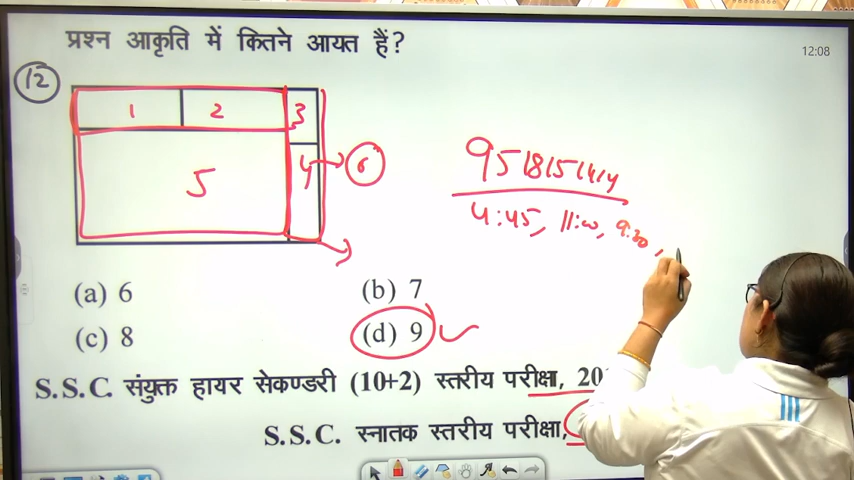 प्रश्न आकृति में कितने आयत हैं?
12:08
12
1 2 3
4 6
5
9518151414
4:45, 11:00, 9:30,
(a) 6 (b) 7
(c) 8 (d) 9
S.S.C. संयुक्त हायर सेकण्डरी (10+2) स्तरीय परीक्षा, 20
S.S.C. स्नातक स्तरीय परीक्षा,